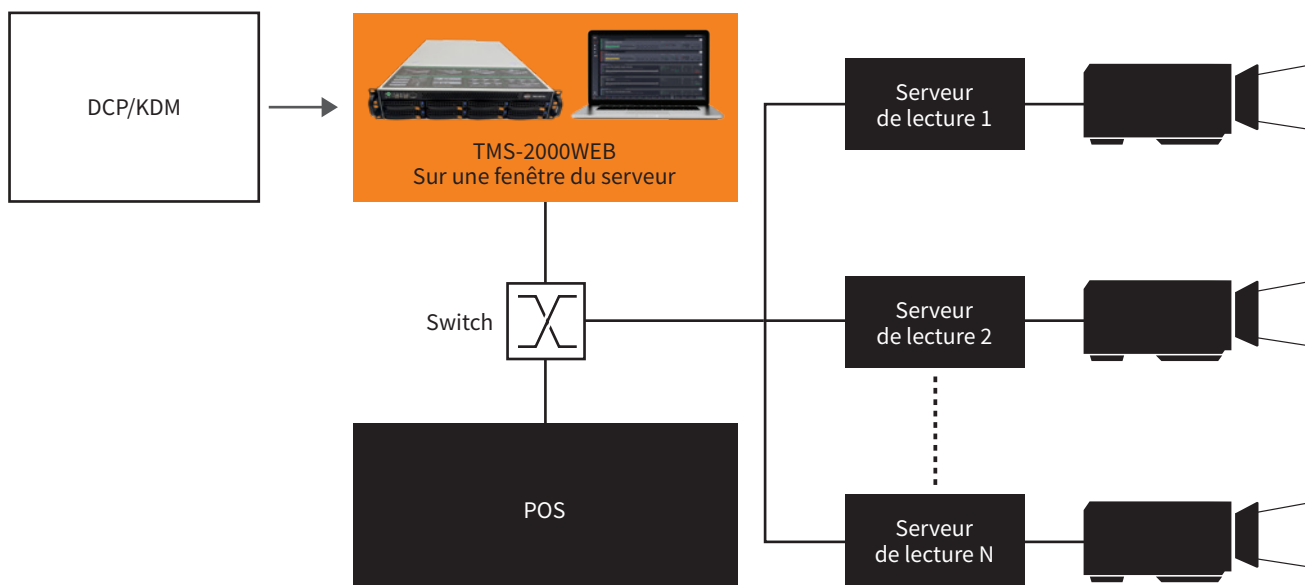 DCP/KDM
TMS-2000WEB
Sur une fenêtre du serveur
Switch
POS
Serveur
de lecture 1
Serveur
de lecture 2
Serveur
de lecture N